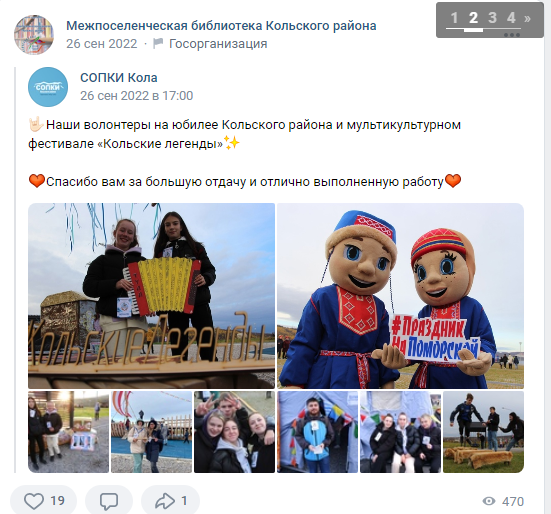 Межпоселенческая библиотека Кольского района
26 сен 2022 · Госорганизация
1 2 3 4 »
СОПКИ
СОПКИ Кола
26 сен 2022 в 17:00
🤟🏻Наши волонтеры на юбилее Кольского района и мультикультурном
фестивале «Кольские легенды»✨
❤Спасибо вам за большую отдачу и отлично выполненную работу❤
Кольские Легенды
#Праздник
На Поморской
19
1
470